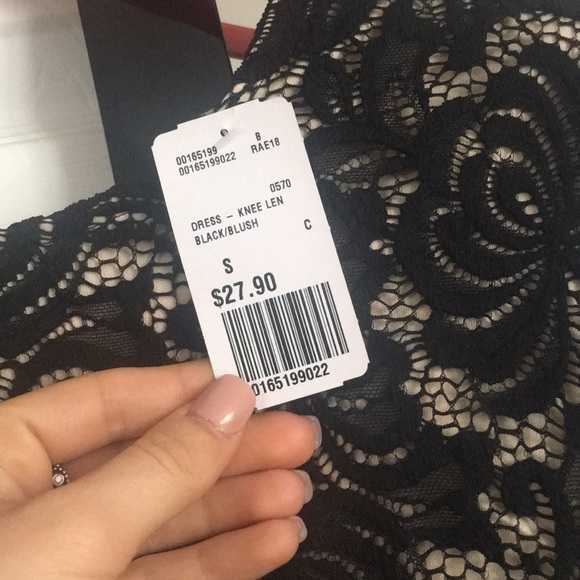 00165199 B
00165199022 RAE18
0570
DRESS – KNEE LEN
BLACK/BLUSH C
S
$27.90
0165199022